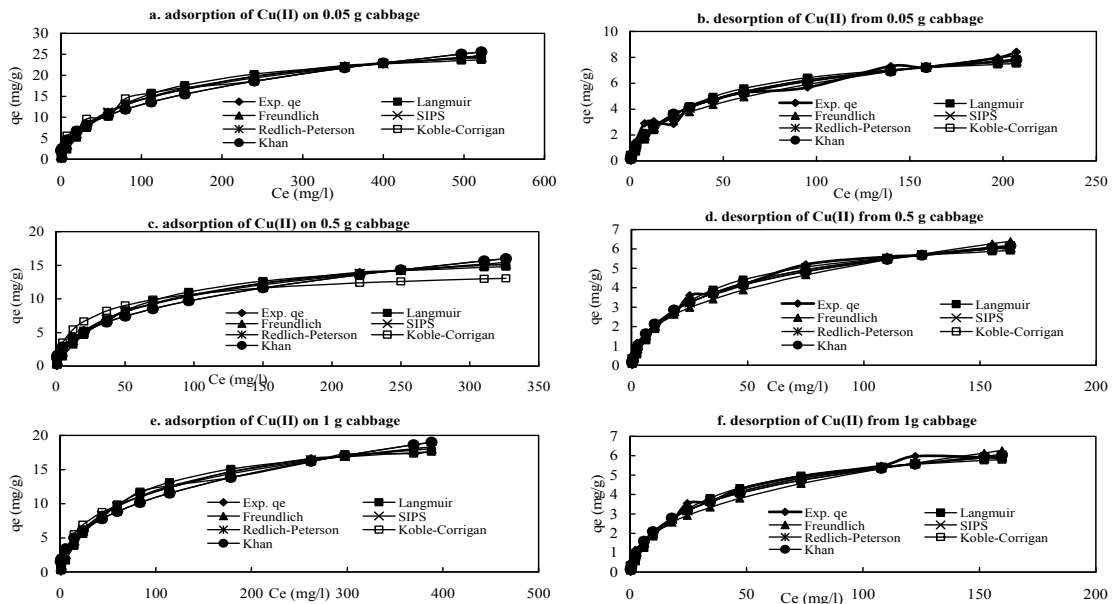 a. adsorption of Cu(II) on 0.05 g cabbage
qe (mg/g)
30
25
20
15
10
5
0
Exp. qe
Langmuir
Freundlich
SIPS
Redlich-Peterson
Koble-Corrigan
Khan
0
100
200
300
400
500
600
Ce (mg/l)
b. desorption of Cu(II) from 0.05 g cabbage
qe (mg/g)
10
8
6
4
2
0
Exp. qe
Langmuir
Freundlich
SIPS
Redlich-Peterson
Koble-Corrigan
Khan
0
50
100
150
200
250
Ce (mg/l)
c. adsorption of Cu(II) on 0.5 g cabbage
qe (mg/g)
20
15
10
5
0
Exp. qe
Langmuir
Freundlich
SIPS
Redlich-Peterson
Koble-Corrigan
Khan
0
50
100
150
200
250
300
350
Ce (mg/l)
d. desorption of Cu(II) from 0.5 g cabbage
qe (mg/g)
7
6
5
4
3
2
1
0
Exp. qe
Langmuir
Freundlich
SIPS
Redlich-Peterson
Koble-Corrigan
Khan
0
50
100
150
200
Ce (mg/l)
e. adsorption of Cu(II) on 1 g cabbage
qe (mg/g)
20
15
10
5
0
Exp. qe
Langmuir
Freundlich
SIPS
Redlich-Peterson
Koble-Corrigan
Khan
0
100
200
300
400
500
Ce (mg/l)
f. desorption of Cu(II) from 1g cabbage
qe (mg/g)
7
6
5
4
3
2
1
0
Exp. qe
Langmuir
Freundlich
SIPS
Redlich-Peterson
Koble-Corrigan
Khan
0
50
100
150
200
Ce (mg/l)